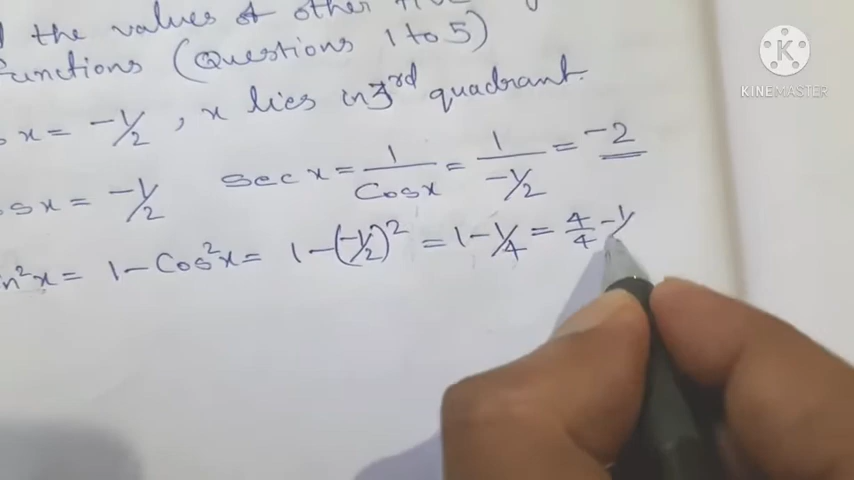 the values of other
functions (Questions 1 to 5)
x = -1/2, x lies in 3rd quadrant.
x = -1/2 sec x = 1/Cosx = 1/(-1/2) = -2
x = 1 - Cos²x = 1 - (-1/2)² = 1 - 1/4 = 4/4 - 1/
KINEMASTER